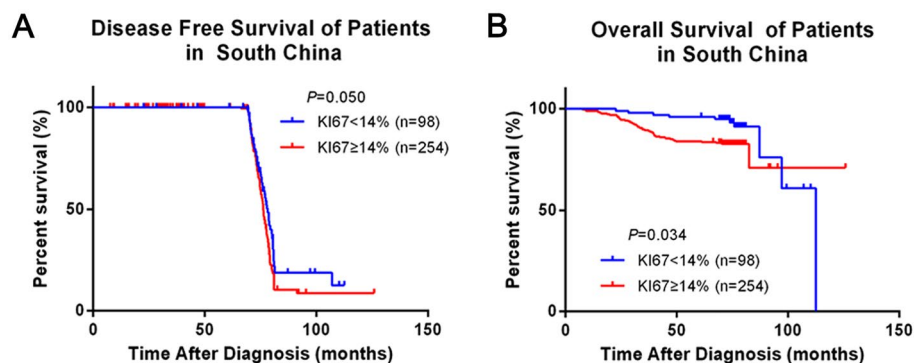 A
Disease Free Survival of Patients
in South China
Percent survival (%)
100
50
0
0
50
100
150
P=0.050
KI67<14% (n=98)
KI67≥14% (n=254)
Time After Diagnosis (months)
B
Overall Survival of Patients
in South China
Percent survival (%)
100
50
0
0
50
100
150
P=0.034
KI67<14% (n=98)
KI67≥14% (n=254)
Time After Diagnosis (months)